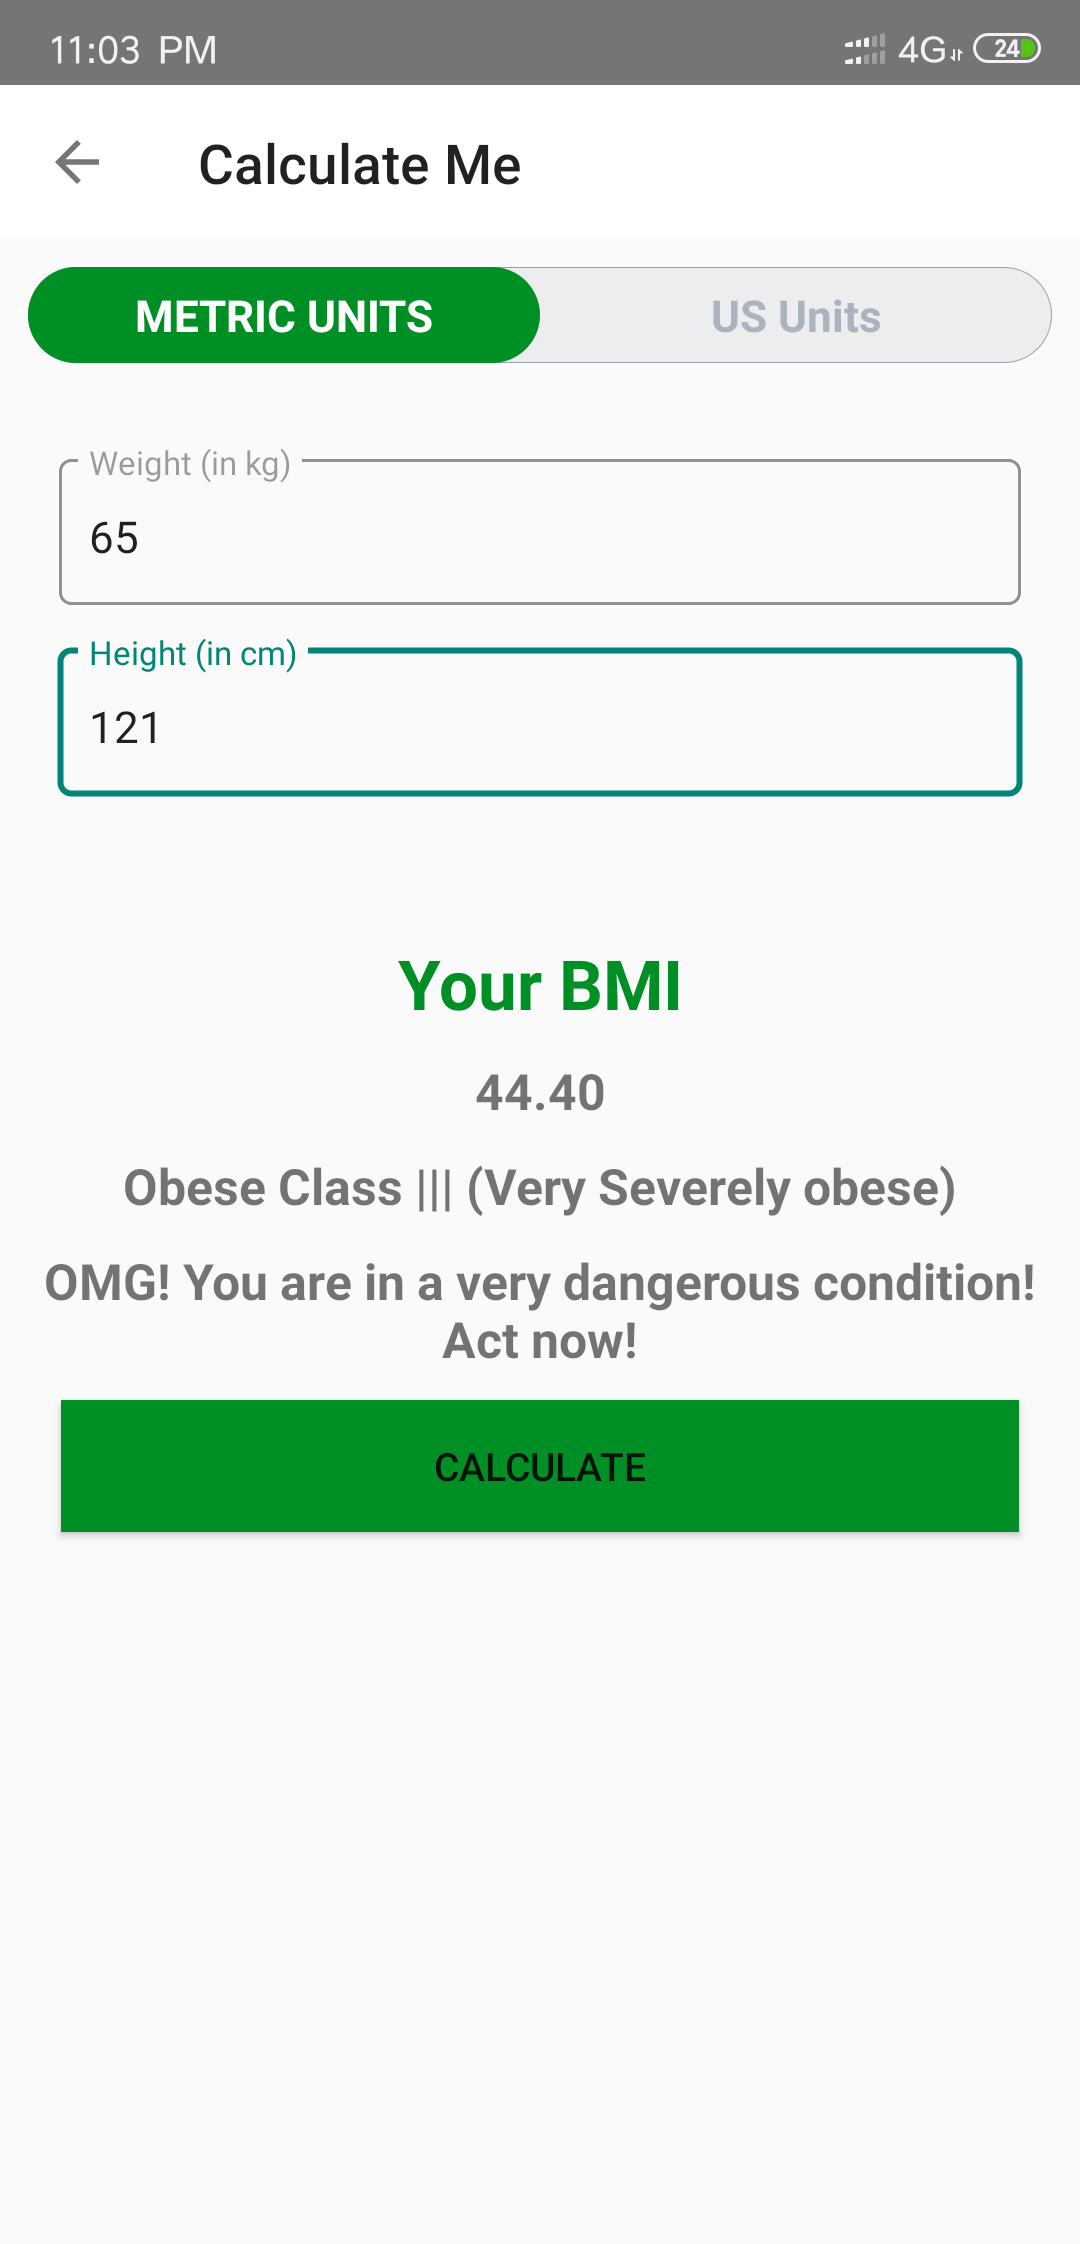 11:03 PM 4G 24
Calculate Me
METRIC UNITS US Units
Weight (in kg)
65
Height (in cm)
121
Your BMI
44.40
Obese Class ||| (Very Severely obese)
OMG! You are in a very dangerous condition!
Act now!
CALCULATE